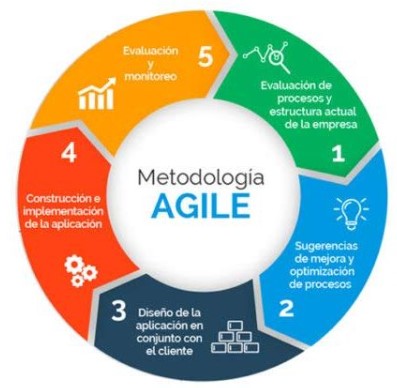 Metodología
AGILE
Evaluación de
procesos y
estructura actual
de la empresa
1
Sugerencias
de mejora y
optimización
de procesos
2
3
Diseño de la
aplicación en
conjunto con
el cliente
4
Construcción e
implementación
de la aplicación
5
Evaluación
y
monitoreo